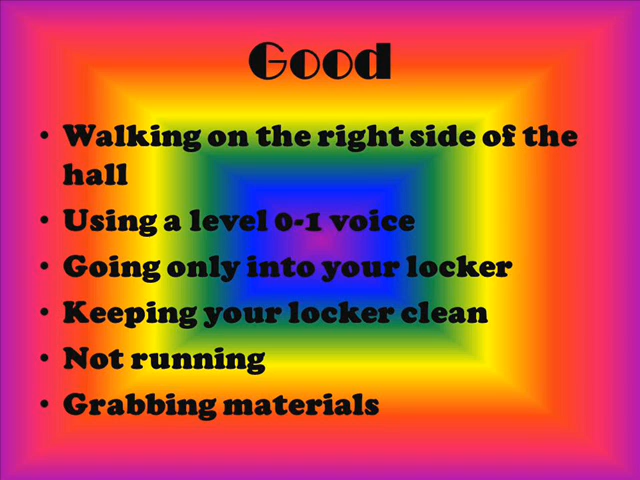 Good
• Walking on the right side of the
hall
• Using a level 0-1 voice
• Going only into your locker
• Keeping your locker clean
• Not running
• Grabbing materials